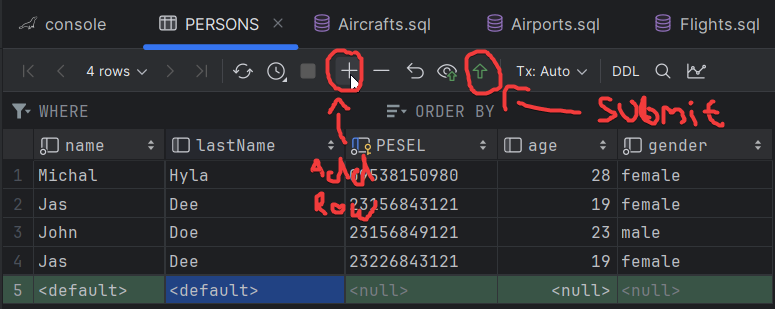 console PERSONS Aircrafts.sql Airports.sql Flights.sql
4 rows Tx: Auto DDL
WHERE ORDER BY Submit
name lastName PESEL age gender
Add
Row
1 Michal Hyla 09538150980 28 female
2 Jas Dee 23156843121 19 female
3 John Doe 23156849121 23 male
4 Jas Dee 23226843121 19 female
5 <default> <default> <null> <null> <null>